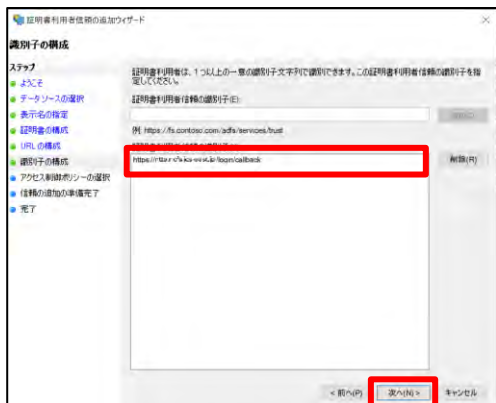 証明書利用者信頼の追加ウィザード
識別子の構成
ステップ
ようこそ
データソースの選択
表示名の指定
証明書の構成
URL の構成
識別子の構成
アクセス制御ポリシーの選択
信頼の追加の準備完了
完了
証明書利用者は、1 つ以上の一意の識別子文字列で識別できます。この証明書利用者信頼の識別子を指
定してください。
証明書利用者信頼の識別子(E):
例: https://fs.contoso.com/adfs/services/trust
/login/callback
削除(R)
< 前へ(P)
次へ(N) >
キャンセル